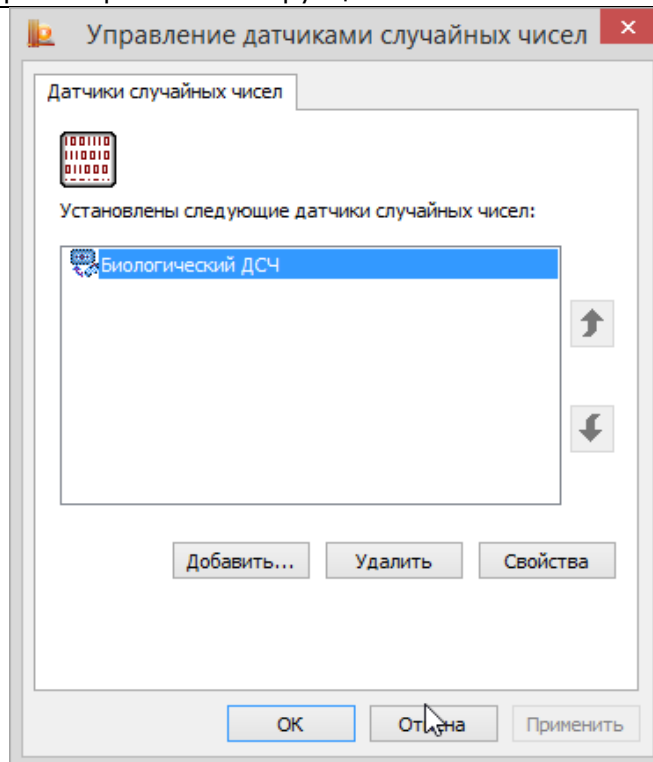 Управление датчиками случайных чисел
Датчики случайных чисел
Установлены следующие датчики случайных чисел:
Биологический ДСЧ
Добавить...
Удалить
Свойства
ОК
Отмена
Применить